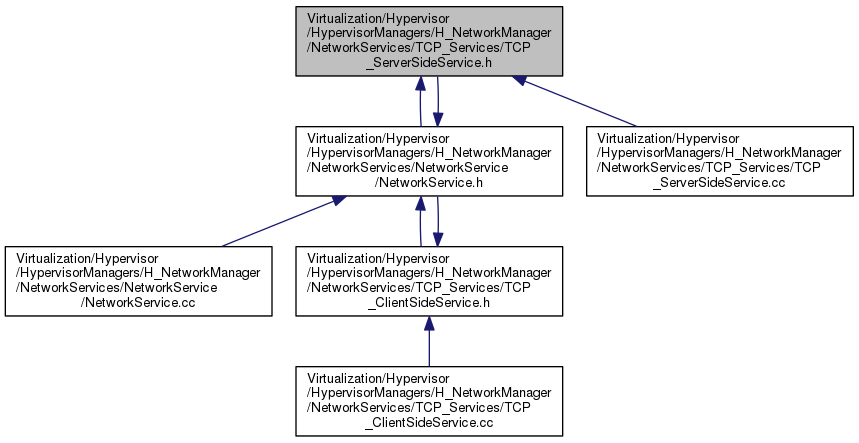 Virtualization/Hypervisor
/HypervisorManagers/H_NetworkManager
/NetworkServices/TCP_Services/TCP
_ServerSideService.h
Virtualization/Hypervisor
/HypervisorManagers/H_NetworkManager
/NetworkServices/NetworkService
/NetworkService.h
Virtualization/Hypervisor
/HypervisorManagers/H_NetworkManager
/NetworkServices/TCP_Services/TCP
_ServerSideService.cc
Virtualization/Hypervisor
/HypervisorManagers/H_NetworkManager
/NetworkServices/NetworkService
/NetworkService.cc
Virtualization/Hypervisor
/HypervisorManagers/H_NetworkManager
/NetworkServices/TCP_Services/TCP
_ClientSideService.h
Virtualization/Hypervisor
/HypervisorManagers/H_NetworkManager
/NetworkServices/TCP_Services/TCP
_ClientSideService.cc